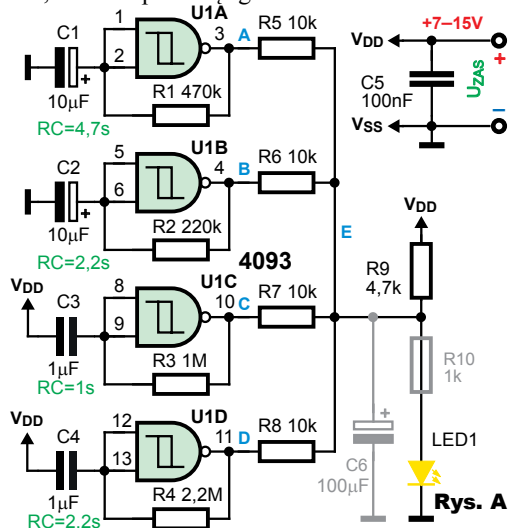 U1A
C1
1
2
3
A
R5 10k
+
10µF
R1 470k
RC=4,7s
+7–15V
VDD
+
C5
100nF
UZAS
VSS
–
U1B
C2
5
6
4
B
R6 10k
+
10µF
R2 220k
RC=2,2s
4093
E
VDD
R9
4,7k
U1C
VDD
C3
8
9
10
C
R7 10k
1µF
R3 1M
RC=1s
R10
1k
U1D
VDD
C4
12
13
11
D
R8 10k
1µF
R4 2,2M
RC=2,2s
+
C6
100µF
LED1
Rys. A